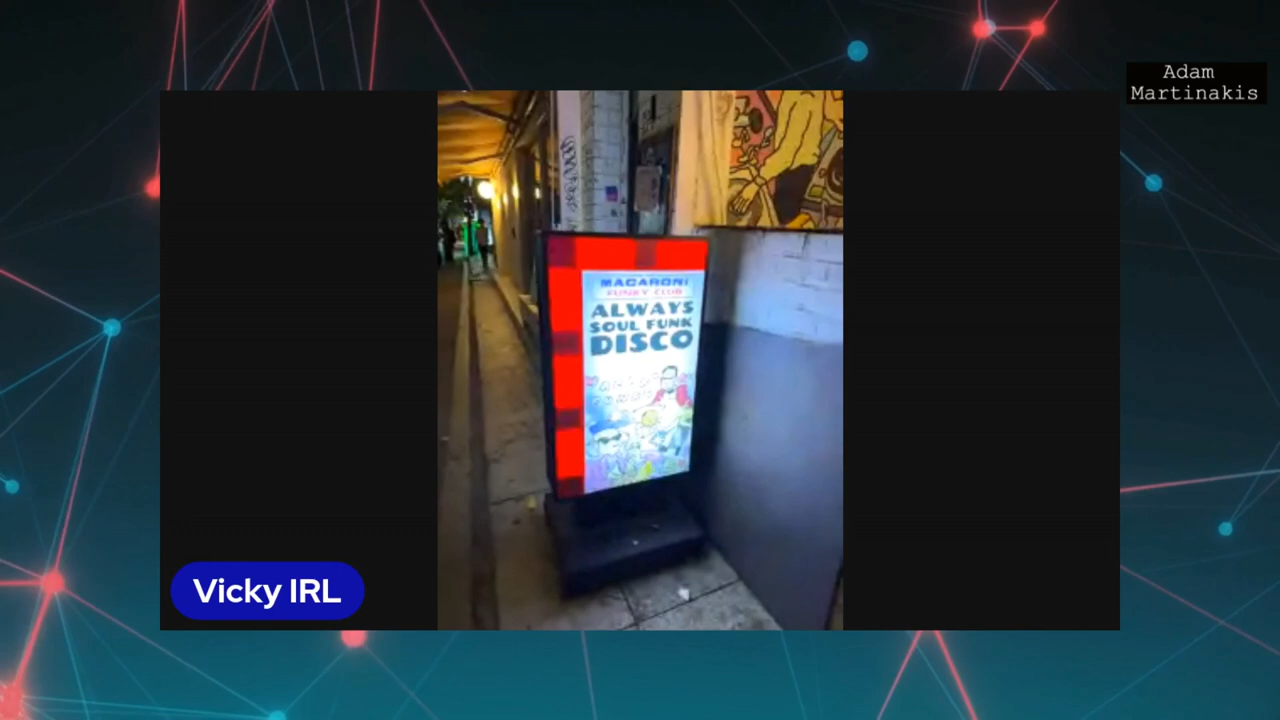 Adam
Martinakis
MACARONI
FUNKY CLUB
ALWAYS
SOUL FUNK
DISCO
Vicky IRL